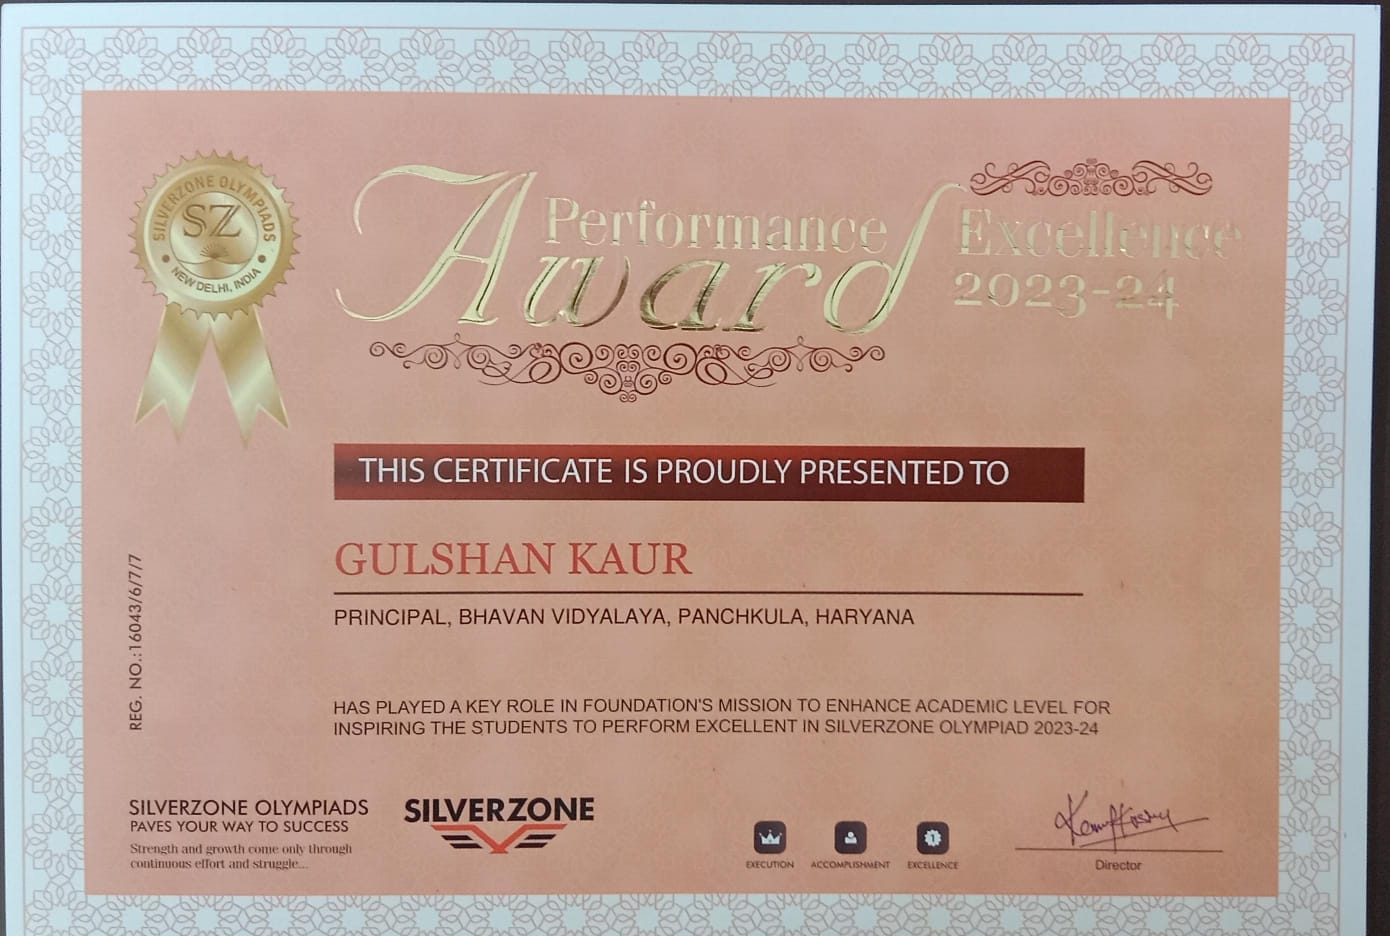 SILVERZONE OLYMPIADS
SZ
NEW DELHI, INDIA
Performance Excellence
Award 2023-24
THIS CERTIFICATE IS PROUDLY PRESENTED TO
GULSHAN KAUR
PRINCIPAL, BHAVAN VIDYALAYA, PANCHKULA, HARYANA
REG. NO.:16043/6/7/7
HAS PLAYED A KEY ROLE IN FOUNDATION'S MISSION TO ENHANCE ACADEMIC LEVEL FOR
INSPIRING THE STUDENTS TO PERFORM EXCELLENT IN SILVERZONE OLYMPIAD 2023-24
SILVERZONE OLYMPIADS
PAVES YOUR WAY TO SUCCESS
Strength and growth come only through
continuous effort and struggle...
SILVERZONE
EXECUTION
ACCOMPLISHMENT
1
EXCELLENCE
Director